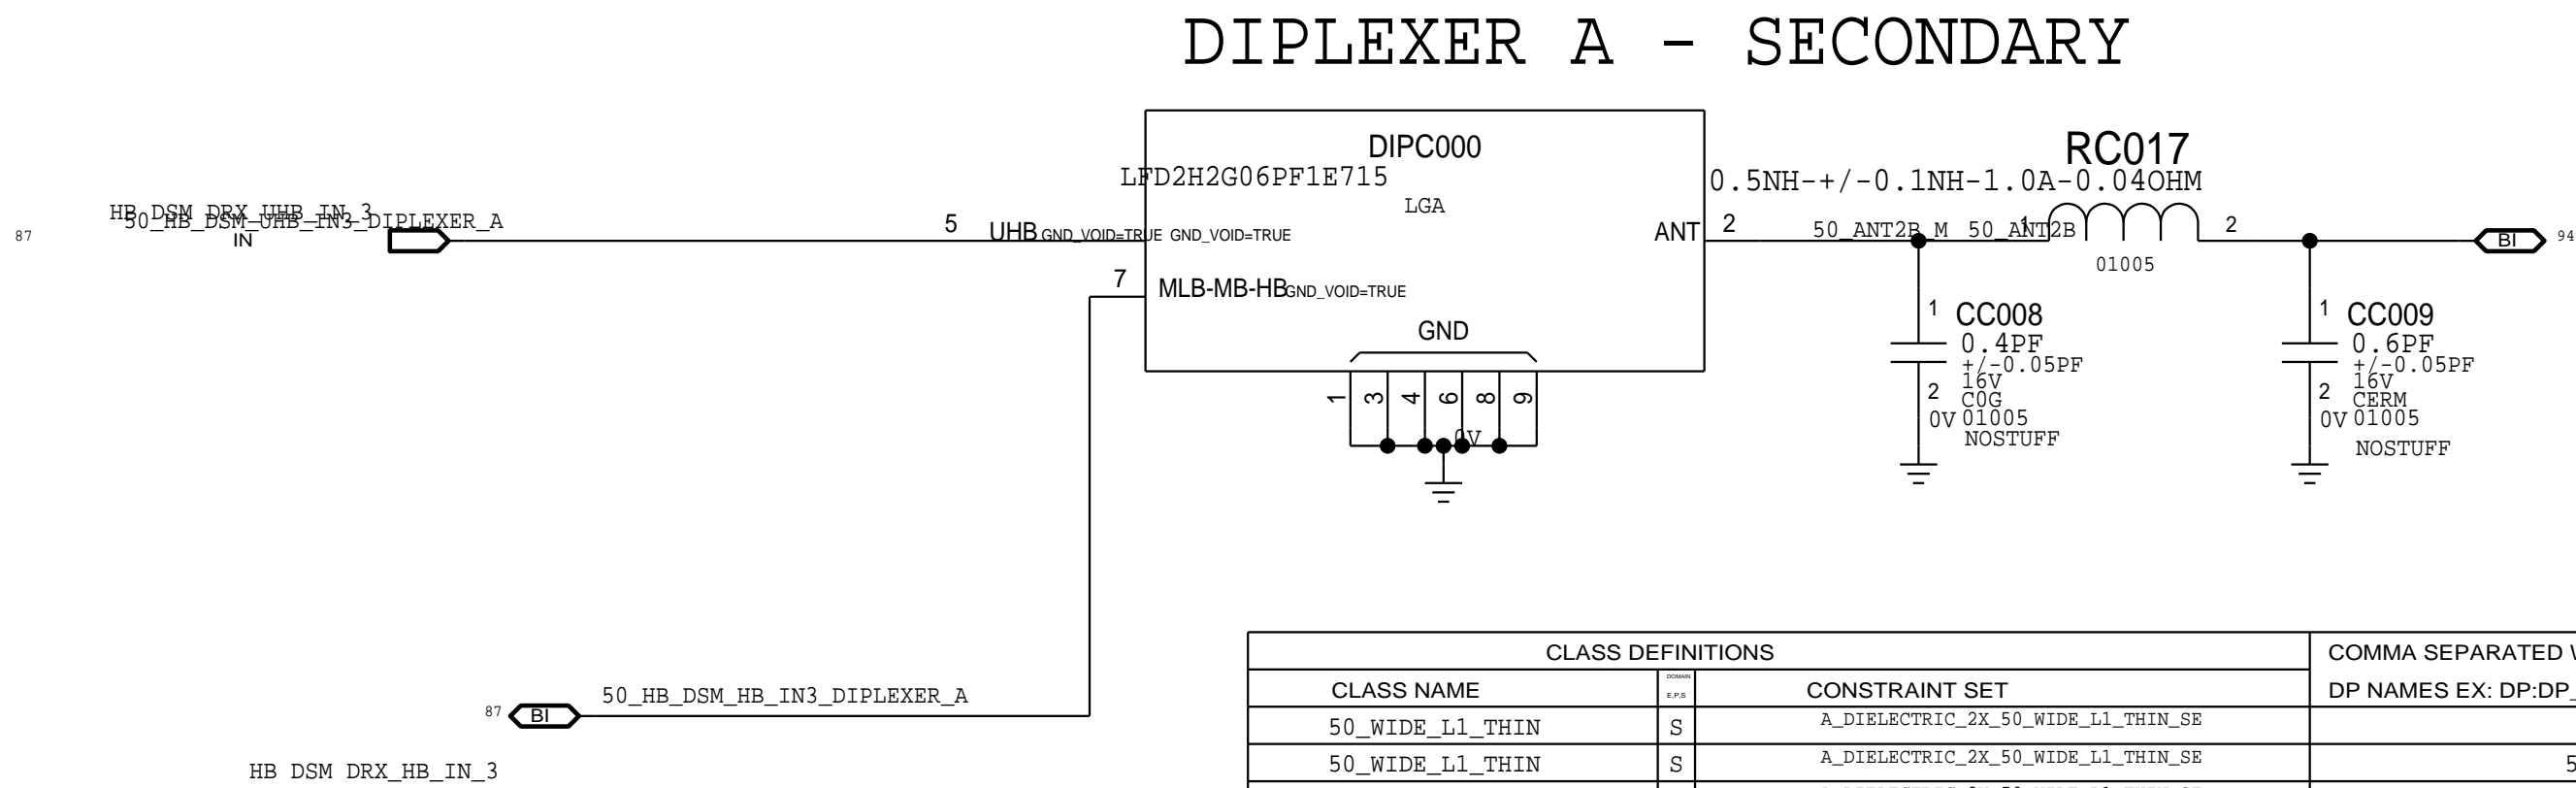 DIPLEXER A - SECONDARY
DIPC000
LFD2H2G06PF1E715
LGA
RC017
0.5NH-+/-0.1NH-1.0A-0.04OHM
01005
HB_DSM_DRX_UHB_IN_3
50_HB_DSM_UHB_IN3_DIPLEXER_A
IN
87
5
UHB
GND_VOID=TRUE GND_VOID=TRUE
ANT
2
50_ANT2B_M 50_ANT2B
1
2
BI
94
7
MLB-MB-HB
GND_VOID=TRUE
GND
1
3
4
6
8
9
0V
1
CC008
0.4PF
+/-0.05PF
16V
2
C0G
0V
01005
NOSTUFF
1
CC009
0.6PF
+/-0.05PF
16V
2
CERM
0V
01005
NOSTUFF
87
BI
50_HB_DSM_HB_IN3_DIPLEXER_A
HB DSM DRX_HB_IN_3
CLASS DEFINITIONS
COMMA SEPARATED
CLASS NAME
DOMAIN
E,P,S
CONSTRAINT SET
DP NAMES EX: DP:DP_
50_WIDE_L1_THIN
S
A_DIELECTRIC_2X_50_WIDE_L1_THIN_SE
50_WIDE_L1_THIN
S
A_DIELECTRIC_2X_50_WIDE_L1_THIN_SE
5